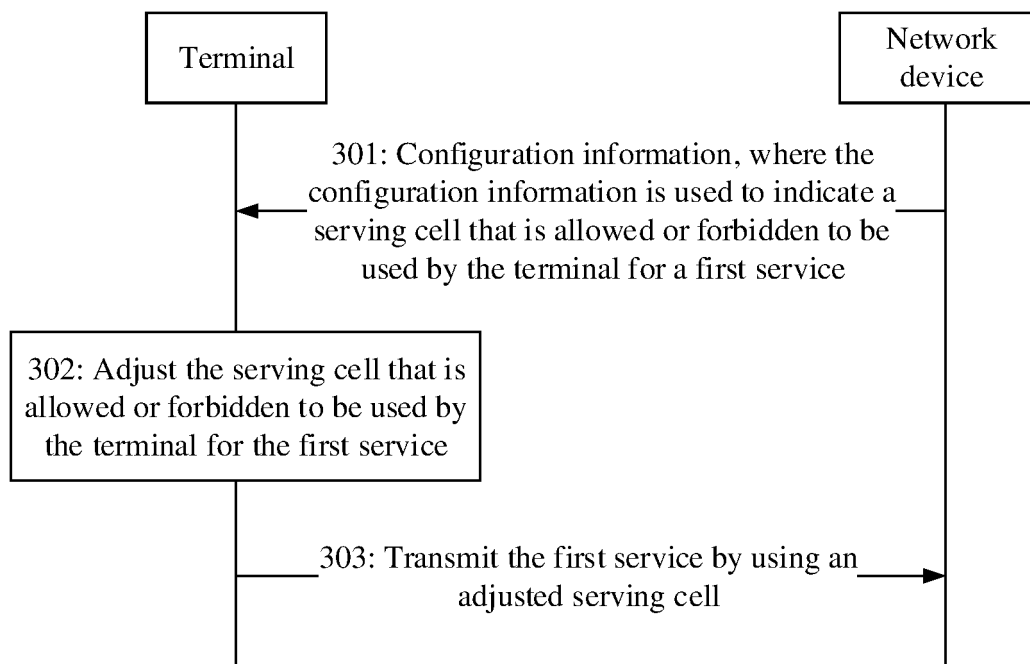 Terminal
Network
device
301: Configuration information, where the
configuration information is used to indicate a
serving cell that is allowed or forbidden to be
used by the terminal for a first service
302: Adjust the serving cell that is
allowed or forbidden to be used by
the terminal for the first service
303: Transmit the first service by using an
adjusted serving cell